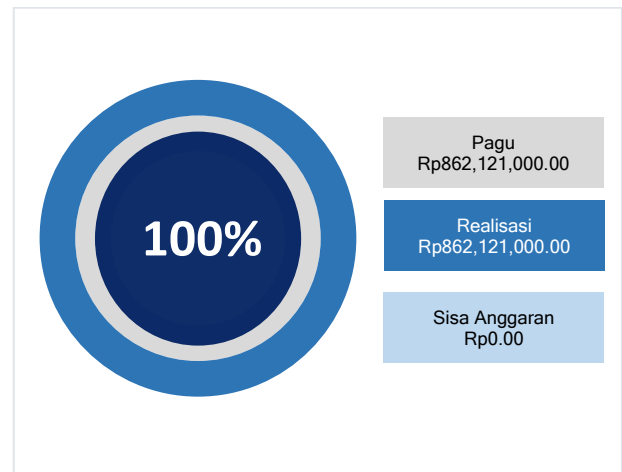 100%
Pagu
Rp862,121,000.00
Realisasi
Rp862,121,000.00
Sisa Anggaran
Rp0.00